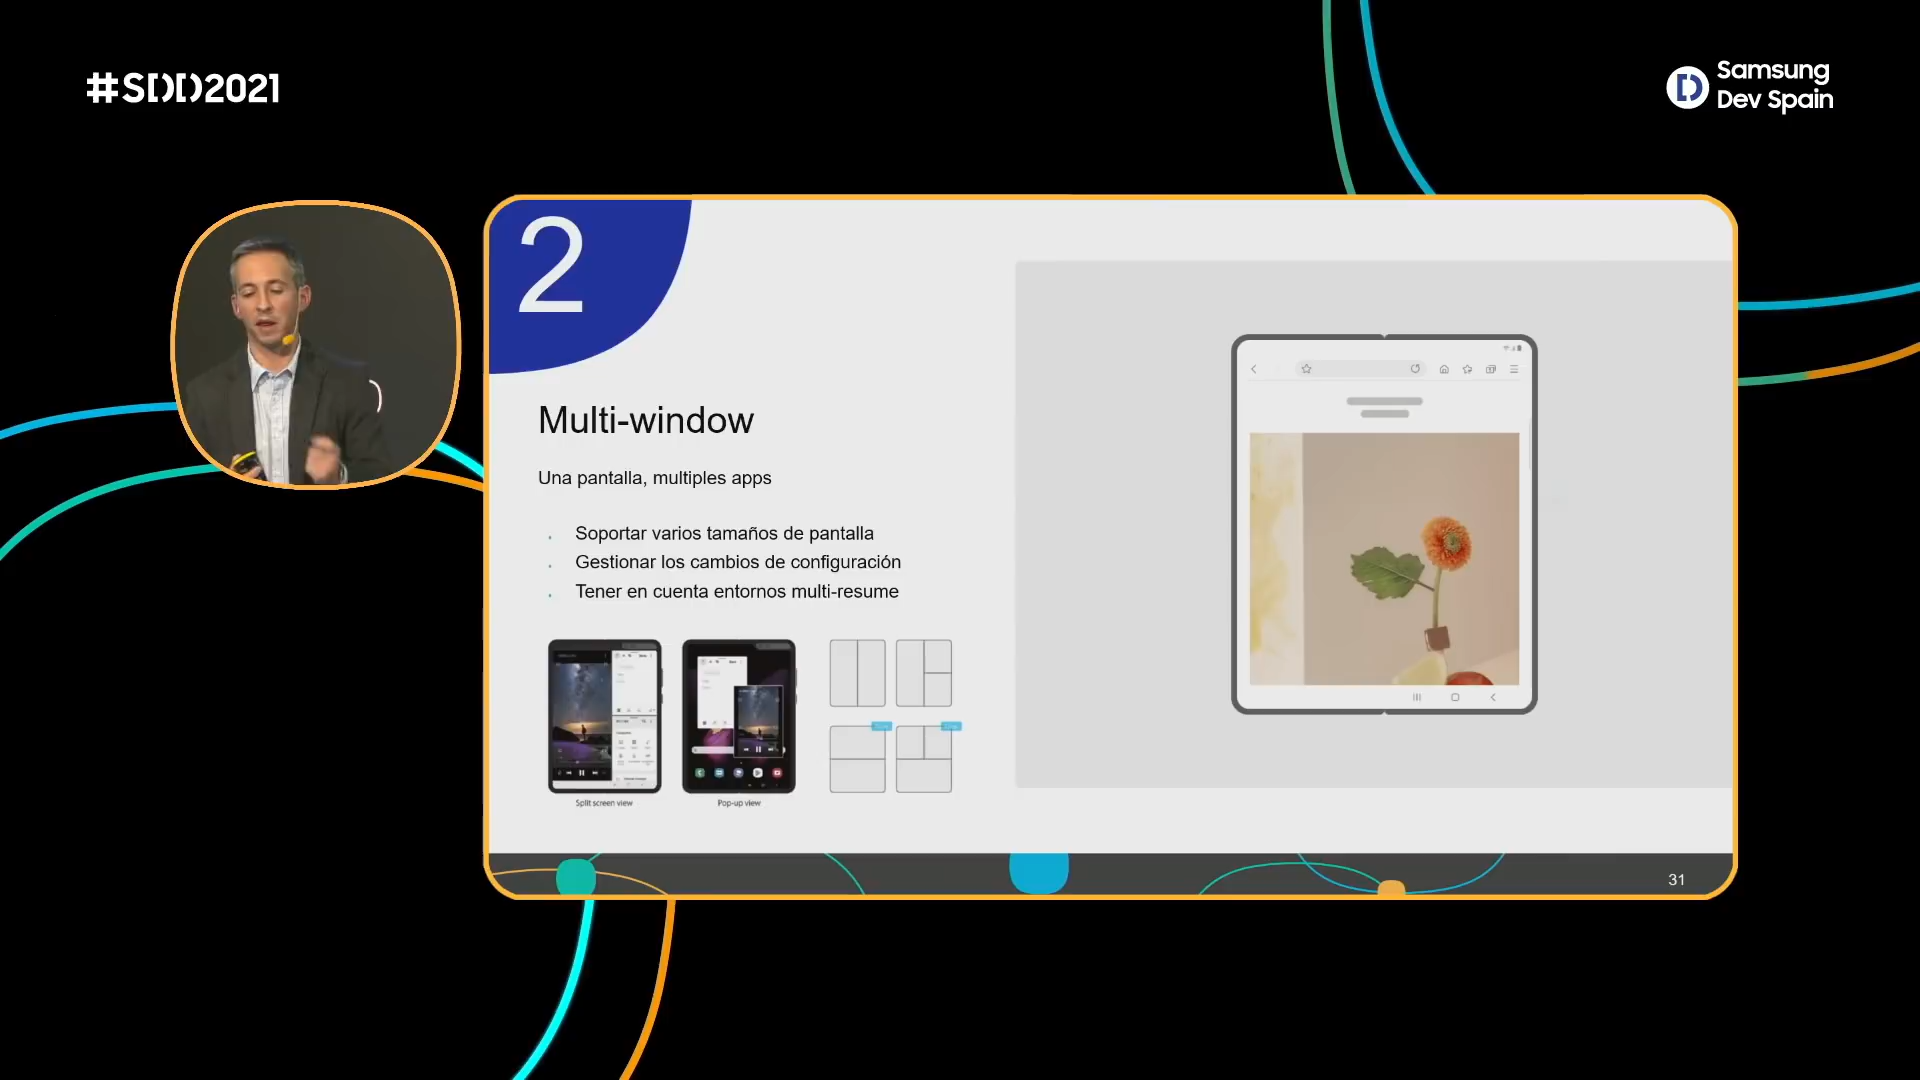 #SDD2021
Samsung
Dev Spain
2
Multi-window
Una pantalla, multiples apps
Soportar varios tamaños de pantalla
Gestionar los cambios de configuración
Tener en cuenta entornos multi-resume
Split screen view
Pop-up view
31